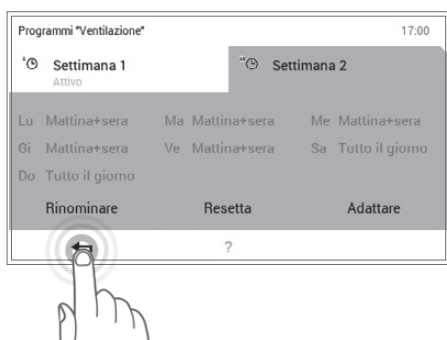 Programmi "Ventilazione" 17:00
Settimana 1 Settimana 2
Attivo
Lu Mattina+sera Ma Mattina+sera Me Mattina+sera
Gi Mattina+sera Ve Mattina+sera Sa Tutto il giorno
Do Tutto il giorno
Rinominare Resetta Adattare
?